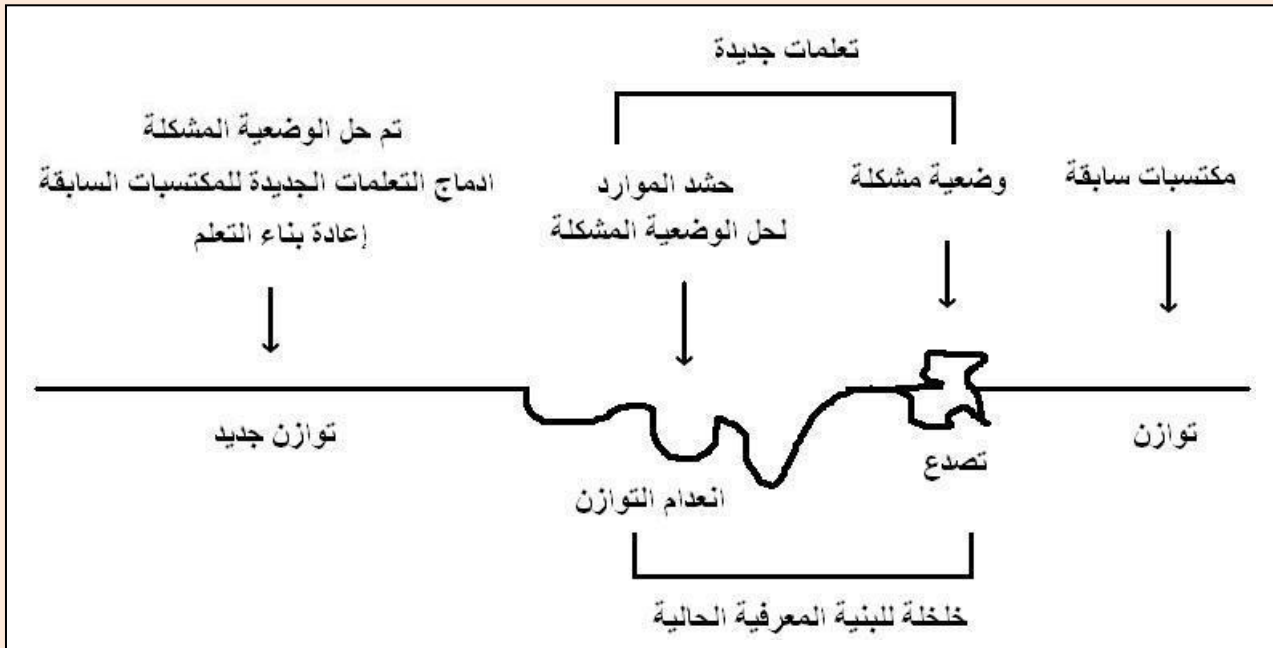 تعلمات جديدة
مكتسبات سابقة
وضعية مشكلة
حشد الموارد
لحل الوضعية المشكلة
تم حل الوضعية المشكلة
ادماج التعلمات الجديدة للمكتسبات السابقة
إعادة بناء التعلم
توازن
تصدع
انعدام التوازن
توازن جديد
خلخلة للبنية المعرفية الحالية